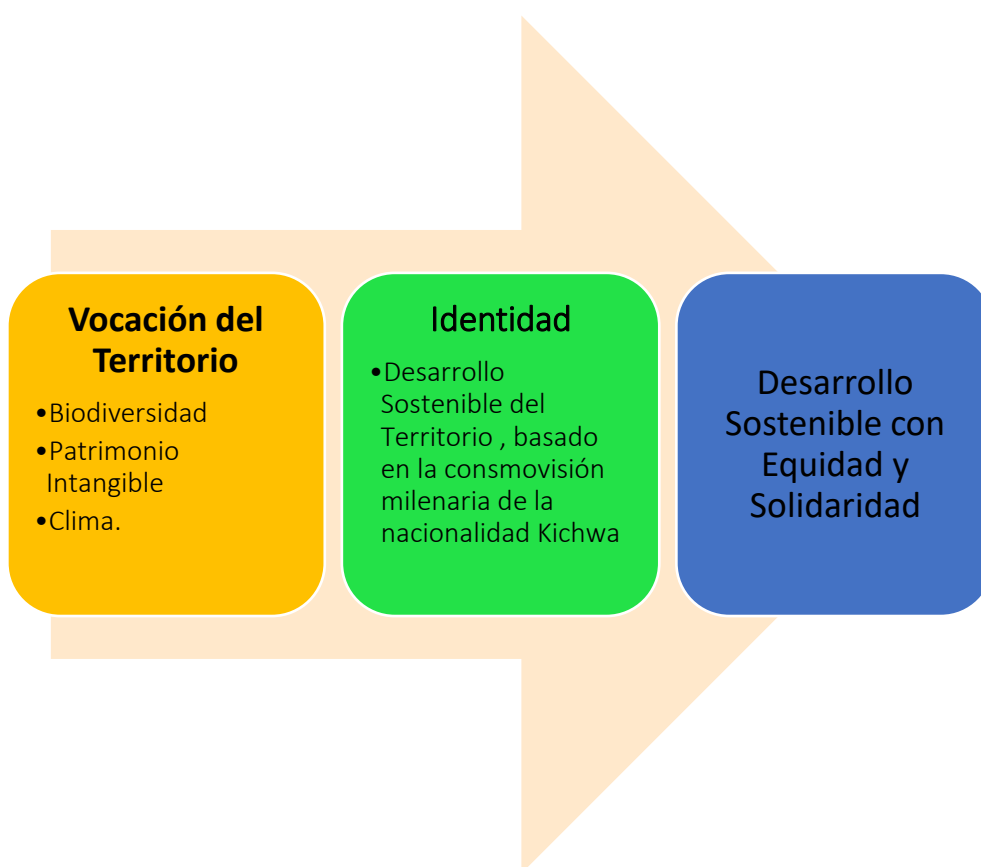 Vocación del
Territorio
•Biodiversidad
•Patrimonio
Intangible
•Clima.
Identidad
•Desarrollo
Sostenible del
Territorio , basado
en la consmovisión
milenaria de la
nacionalidad Kichwa
Desarrollo
Sostenible con
Equidad y
Solidaridad